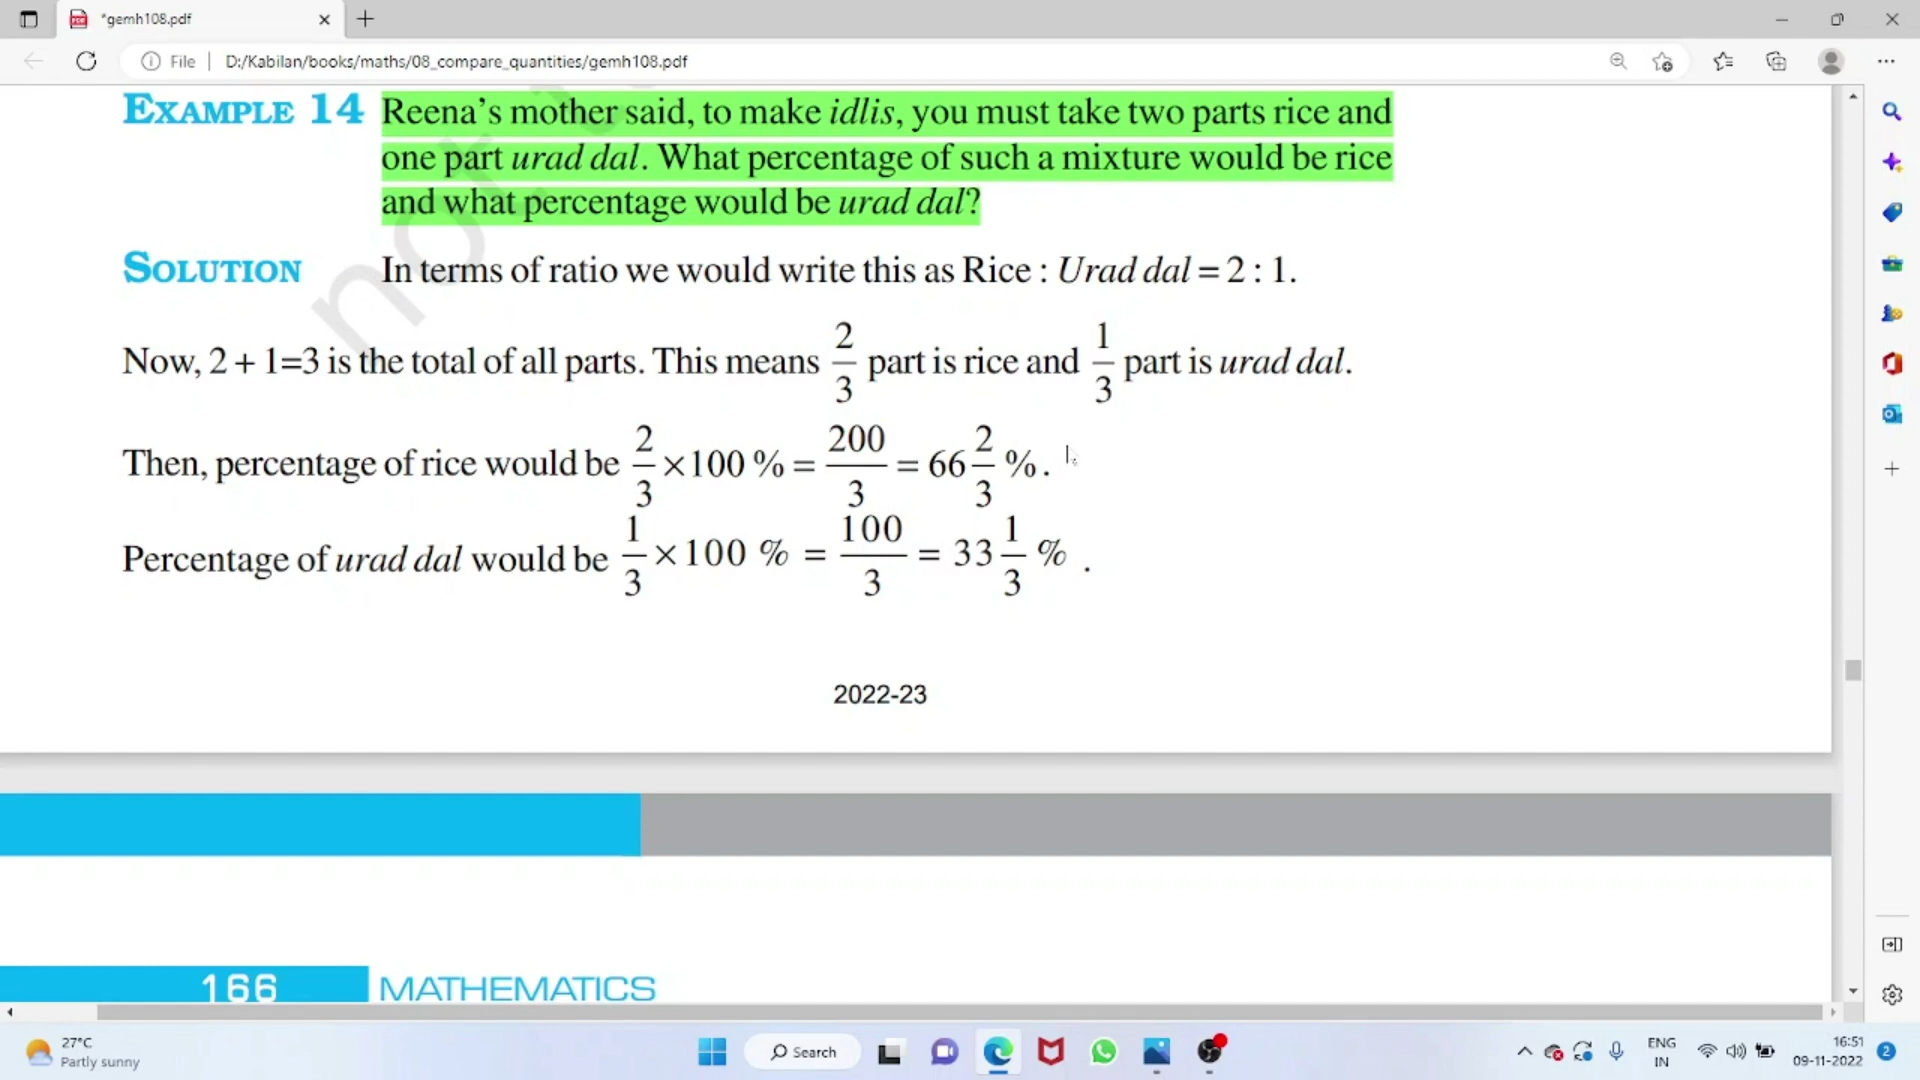 *gemh108.pdf
File D:/Kabilan/books/maths/08_compare_quantities/gemh108.pdf
EXAMPLE 14 Reena's mother said, to make idlis, you must take two parts rice and
one part urad dal. What percentage of such a mixture would be rice
and what percentage would be urad dal?
SOLUTION In terms of ratio we would write this as Rice : Urad dal = 2 : 1.
Now, 2 + 1=3 is the total of all parts. This means 2/3 part is rice and 1/3 part is urad dal.
Then, percentage of rice would be 2/3 ×100 % = 200/3 = 66 2/3 %.
Percentage of urad dal would be 1/3 ×100 % = 100/3 = 33 1/3 % .
2022-23
166 MATHEMATICS
27°C
Partly sunny
Search
ENG
IN
16:51
09-11-2022
2